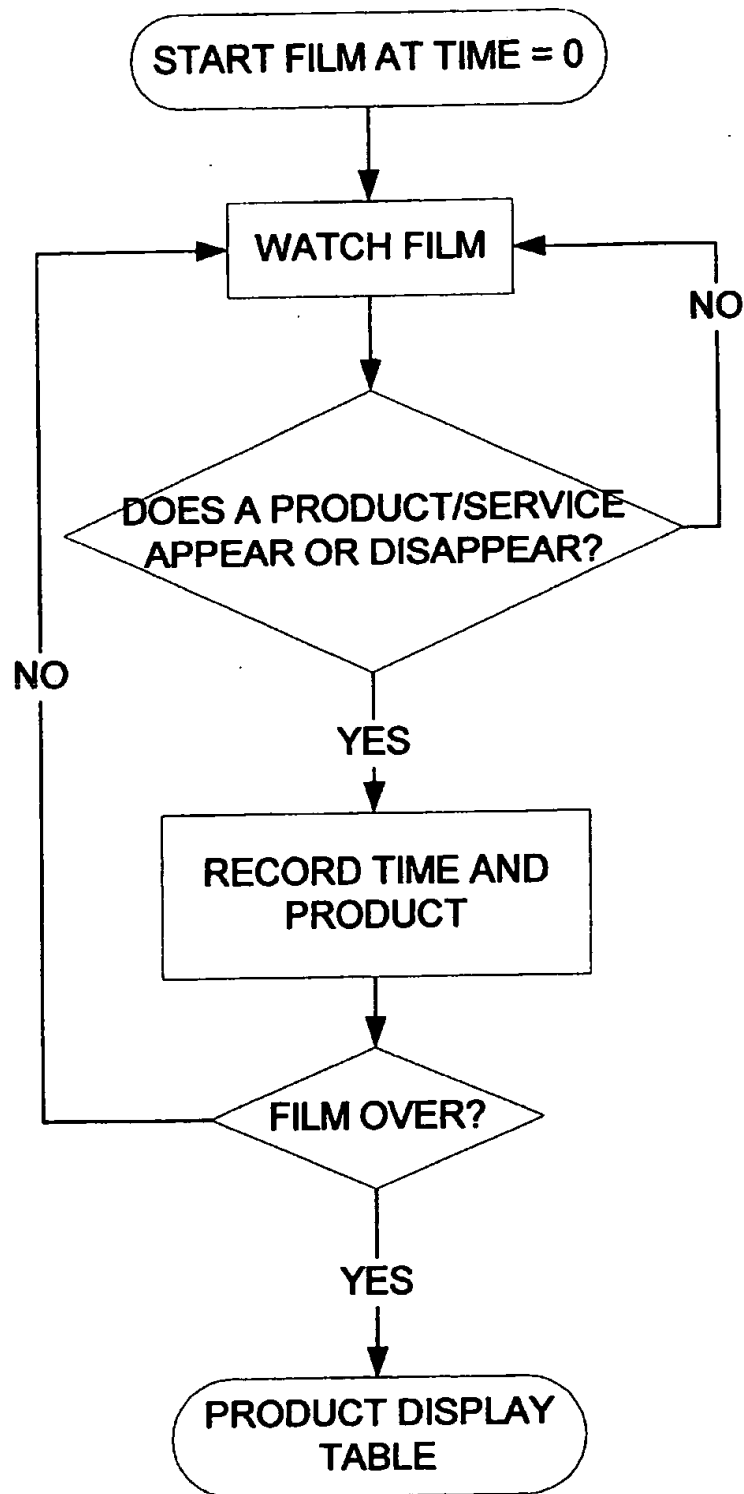 START FILM AT TIME = 0
WATCH FILM
NO
DOES A PRODUCT/SERVICE
APPEAR OR DISAPPEAR?
NO
YES
RECORD TIME AND
PRODUCT
FILM OVER?
YES
PRODUCT DISPLAY
TABLE